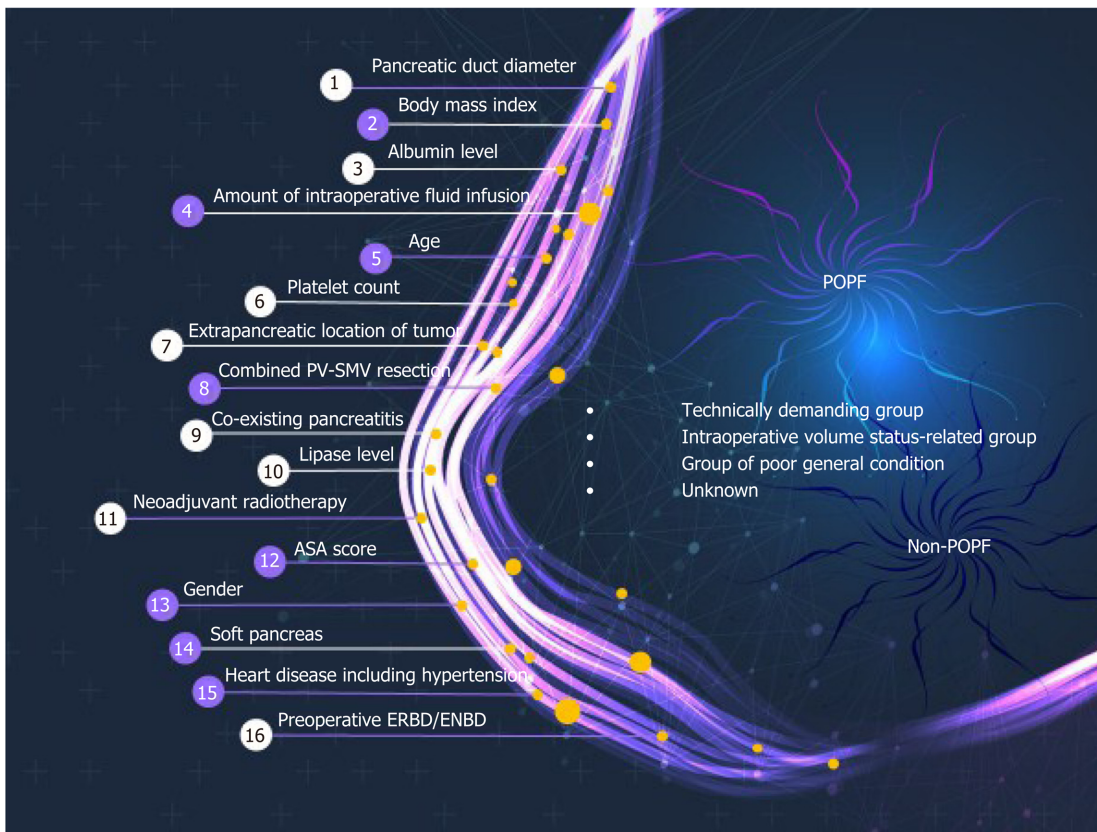 1 Pancreatic duct diameter
2 Body mass index
3 Albumin level
4 Amount of intraoperative fluid infusion
5 Age
6 Platelet count
7 Extrapancreatic location of tumor
8 Combined PV-SMV resection
9 Co-existing pancreatitis
10 Lipase level
11 Neoadjuvant radiotherapy
12 ASA score
13 Gender
14 Soft pancreas
15 Heart disease including hypertension
16 Preoperative ERBD/ENBD
POPF
• Technically demanding group
• Intraoperative volume status-related group
• Group of poor general condition
• Unknown
Non-POPF